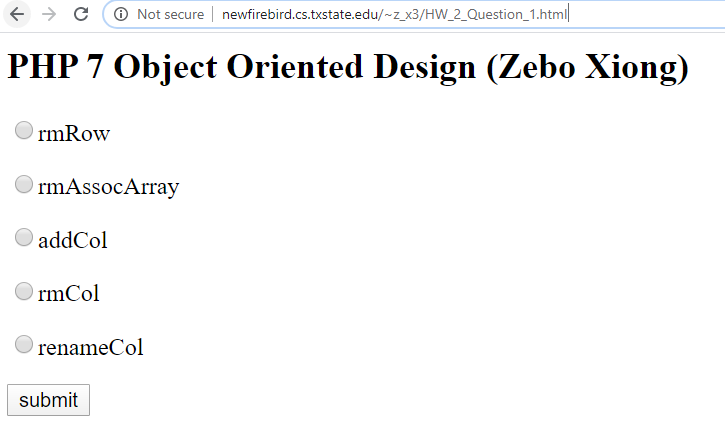 Not secure | newfirebird.cs.txstate.edu/~z_x3/HW_2_Question_1.html
PHP 7 Object Oriented Design (Zebo Xiong)
rmRow
rmAssocArray
addCol
rmCol
renameCol
submit